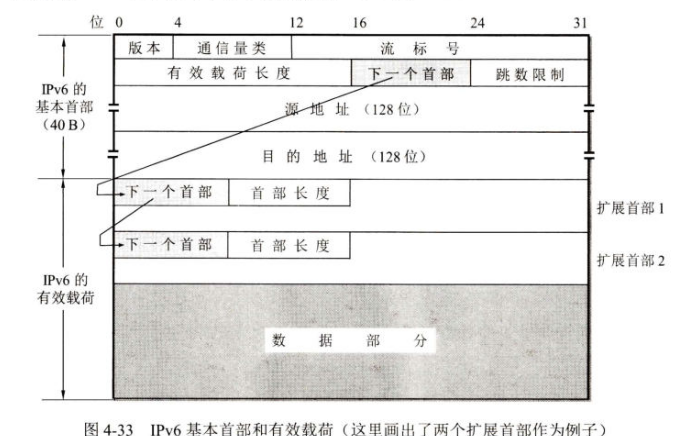 位 0 4 12 16 24 31
版本 通信量类 流标号
有效载荷长度 下一个首部 跳数限制
IPv6 的
基本首部
（40 B）
源地址（128 位）
目的地址（128 位）
下一个首部 首部长度
扩展首部 1
下一个首部 首部长度
扩展首部 2
IPv6 的
有效载荷
数据部分
图 4-33 IPv6 基本首部和有效载荷（这里画出了两个扩展首部作为例子）